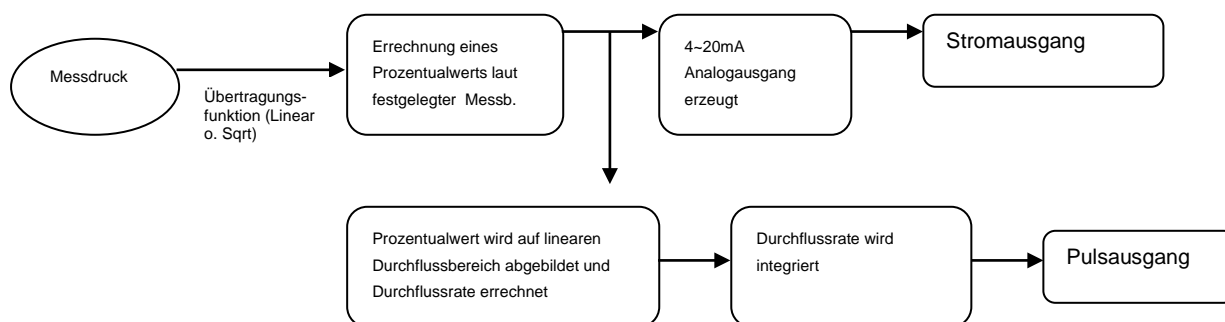 Messdruck
Übertragungs-
funktion (Linear
o. Sqrt)
Errechnung eines
Prozentualwerts laut
festgelegter Messb.
4~20mA
Analogausgang
erzeugt
Stromausgang
Prozentualwert wird auf linearen
Durchflussbereich abgebildet und
Durchflussrate errechnet
Durchflussrate wird
integriert
Pulsausgang